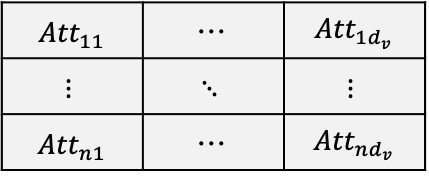 Att₁₁ ⋯ Att₁dᵥ
⋮ ⋱ ⋮
Attₙ₁ ⋯ Attₙdᵥ